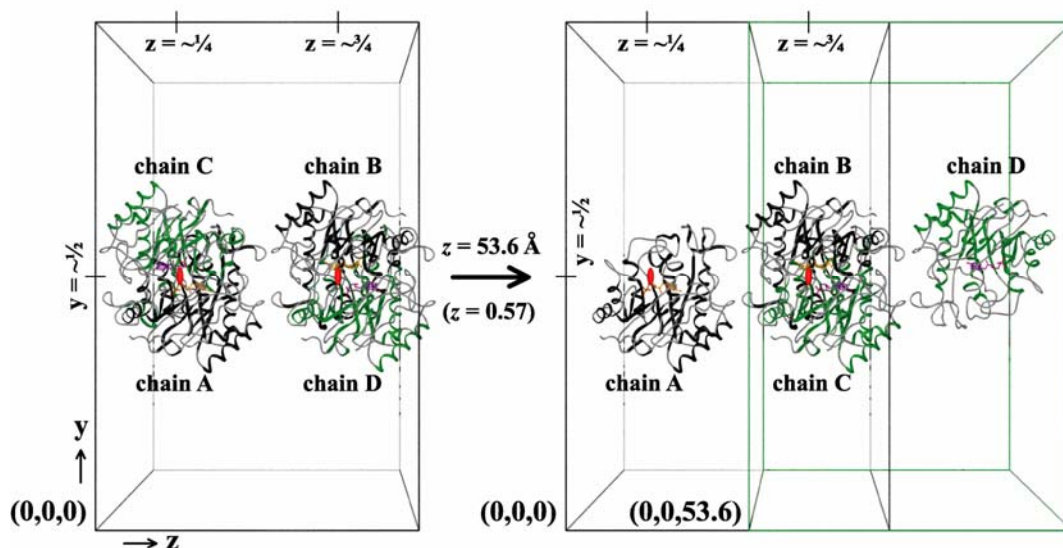 z = ~¼
z = ~¾
chain C
chain B
y = ~½
chain A
chain D
y
(0,0,0)
z
z = 53.6 Å
(z = 0.57)
z = ~¼
z = ~¾
chain B
chain D
y = ~½
chain A
chain C
(0,0,0)
(0,0,53.6)